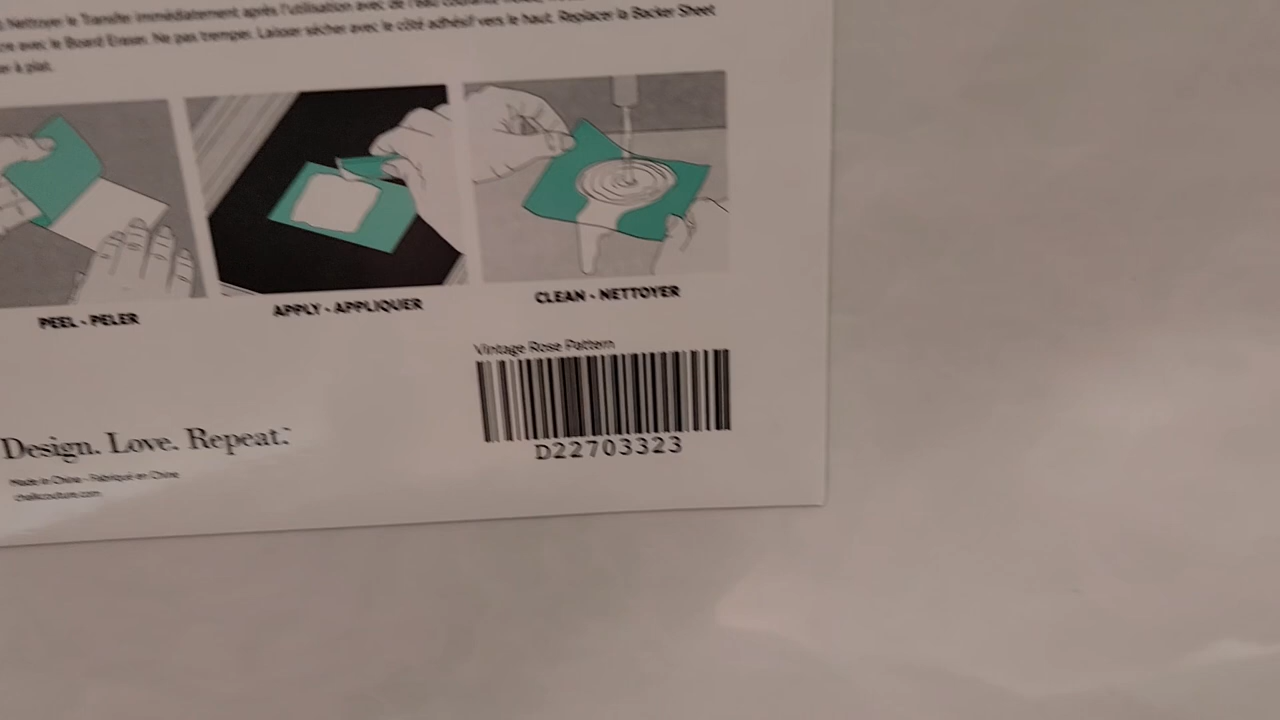 Nettoyer le Transfer immédiatement après l'utilisation avec de l'eau courante
avec le Board Eraser. Ne pas tremper. Laisser sécher avec le côté adhésif vers le haut. Replacer la Backer Sheet
à plat.
PEEL - PELER
APPLY - APPLIQUER
CLEAN - NETTOYER
Vintage Rose Pattern
D22703323
Design. Love. Repeat.™
Made in China - Fabriqué en Chine
chalkcouture.com